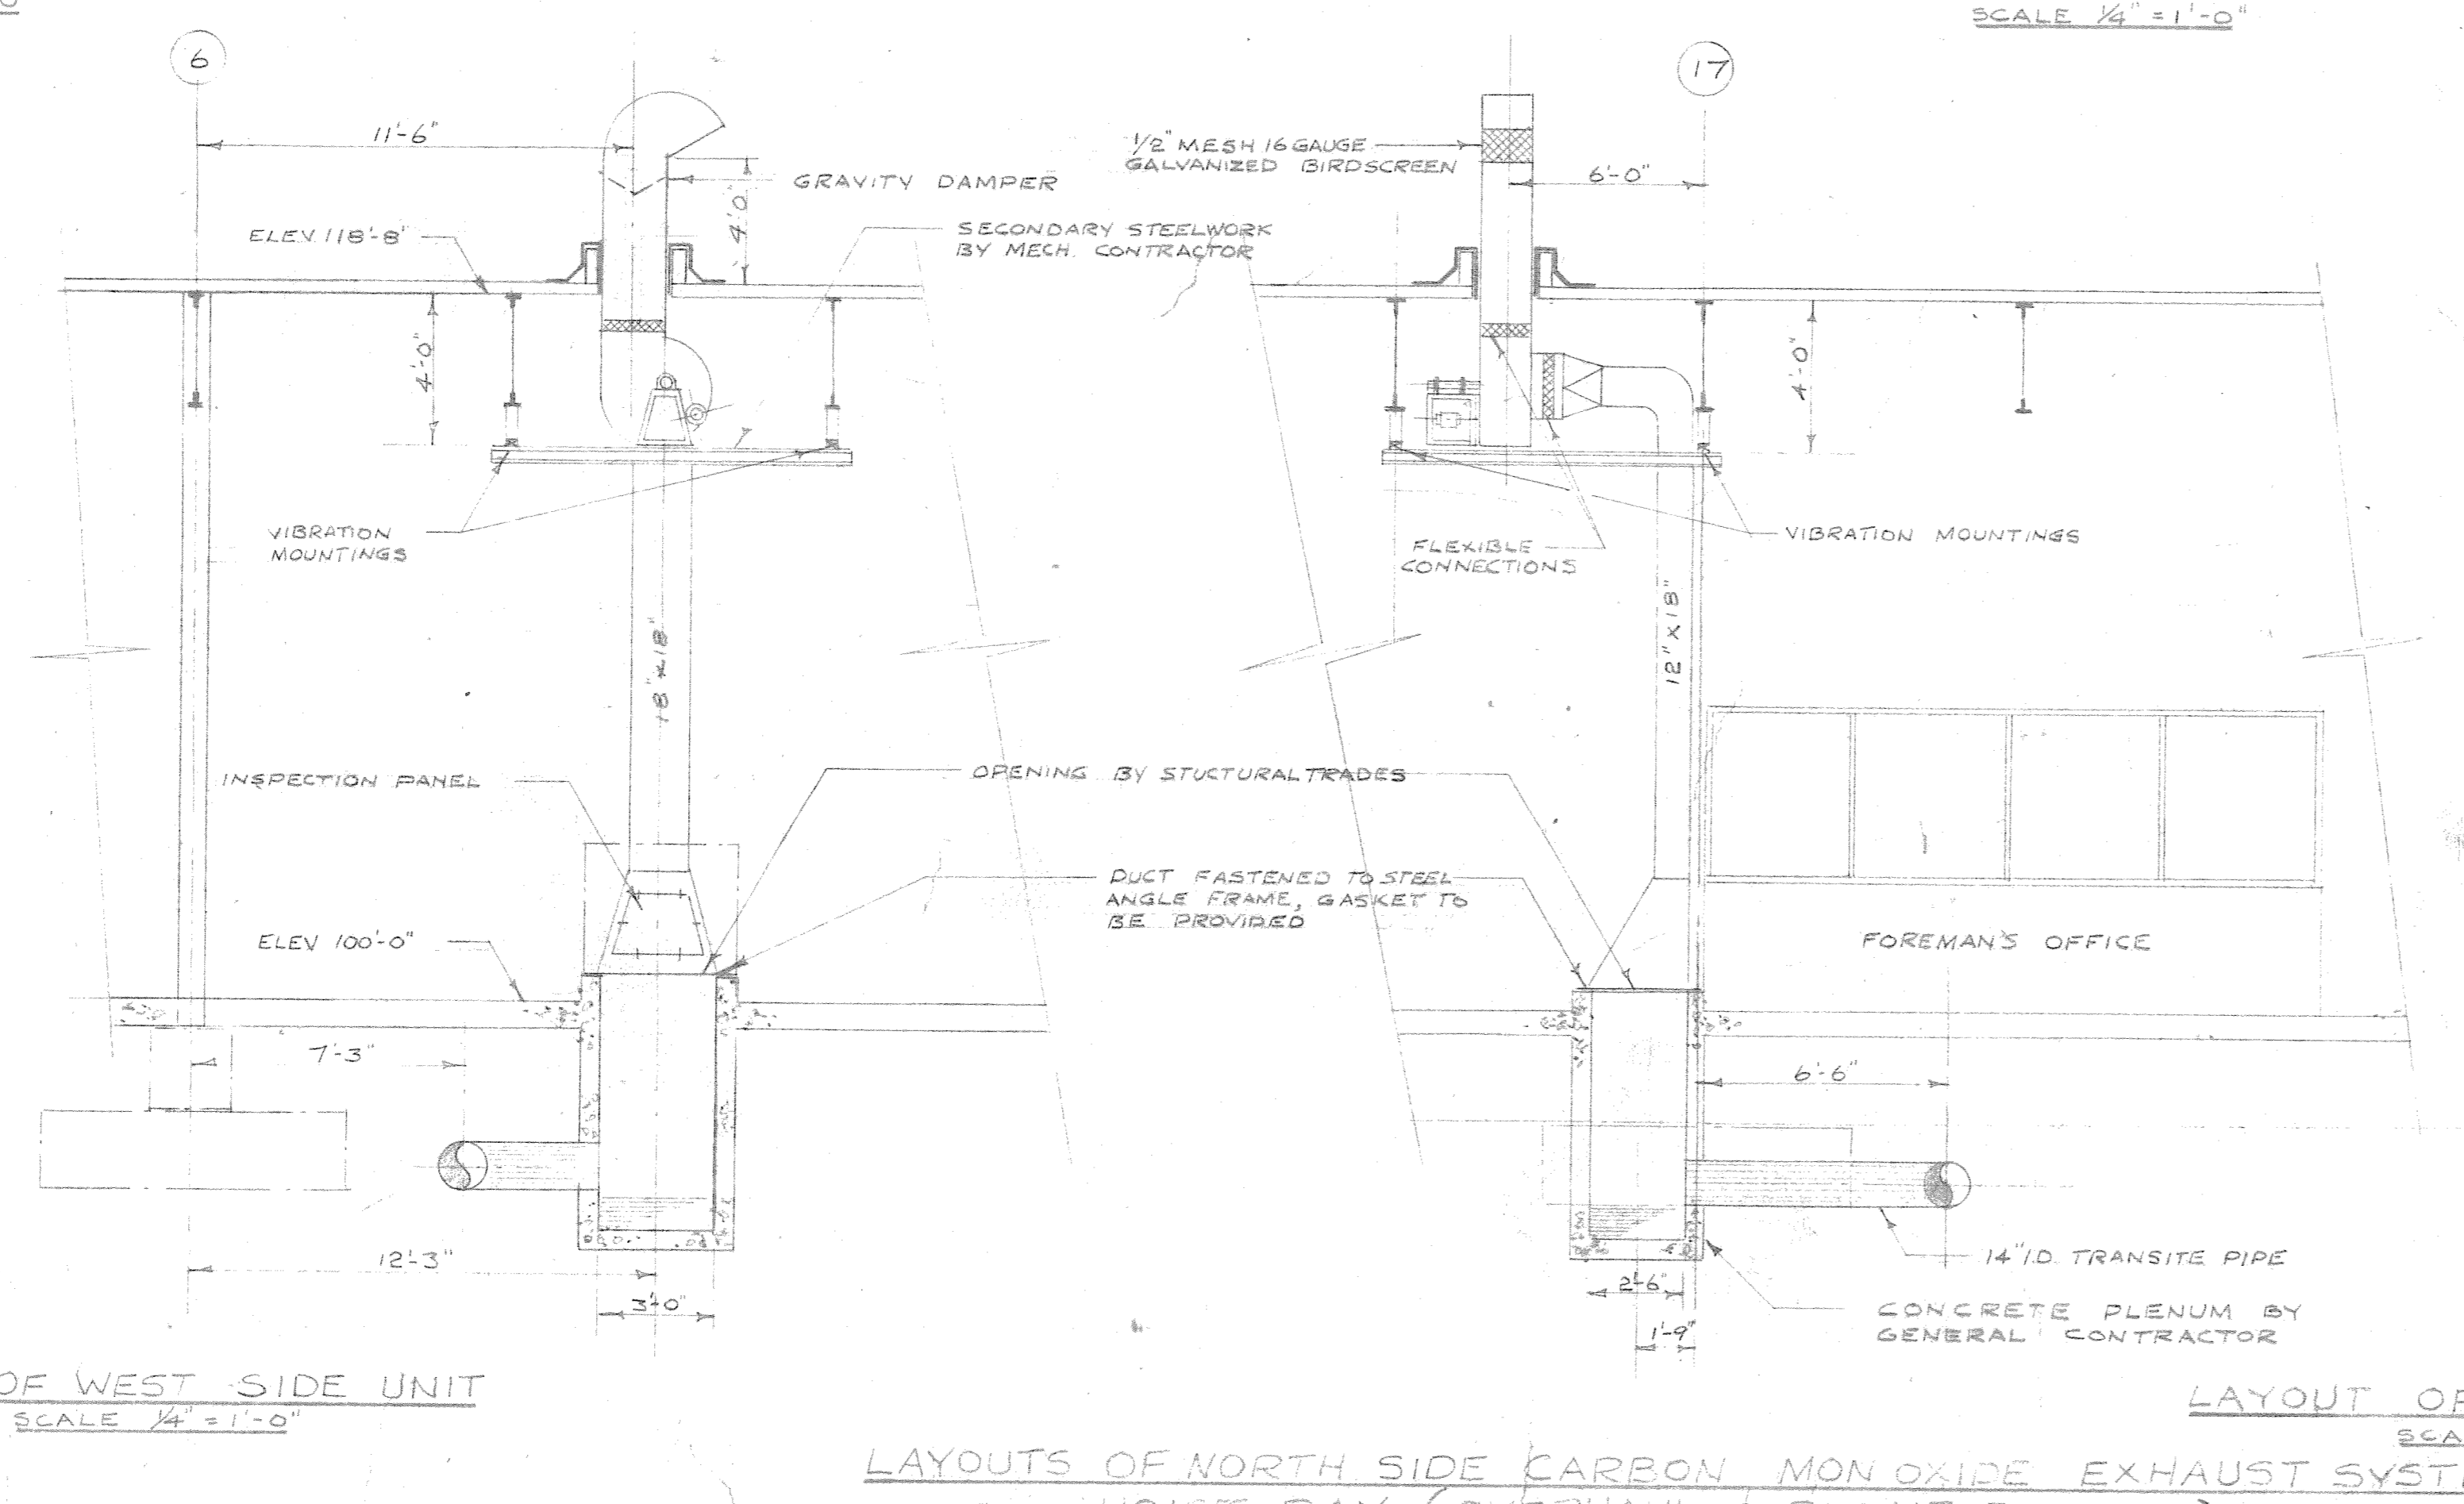 SCALE 1/4" = 1'-0"
6
17
11'-6"
1/2" MESH 16 GAUGE
GALVANIZED BIRDSCREEN
6'-0"
GRAVITY DAMPER
4'-0"
ELEV. 118'-8"
SECONDARY STEELWORK
BY MECH. CONTRACTOR
4'-0"
4'-0"
VIBRATION
MOUNTINGS
FLEXIBLE
CONNECTIONS
VIBRATION MOUNTINGS
18" x 18"
12" x 18"
INSPECTION PANEL
OPENING BY STUCTURAL TRADES
DUCT FASTENED TO STEEL
ANGLE FRAME, GASKET TO
BE PROVIDED
ELEV 100'-0"
FOREMAN'S OFFICE
7'-3"
6'-6"
12'-3"
3'-0"
2'-6"
1'-9"
14" I.D. TRANSITE PIPE
CONCRETE PLENUM BY
GENERAL CONTRACTOR
OF WEST SIDE UNIT
SCALE 1/4" = 1'-0"
LAYOUT OF
SCA
LAYOUTS OF NORTH SIDE CARBON MONOXIDE EXHAUST SYST